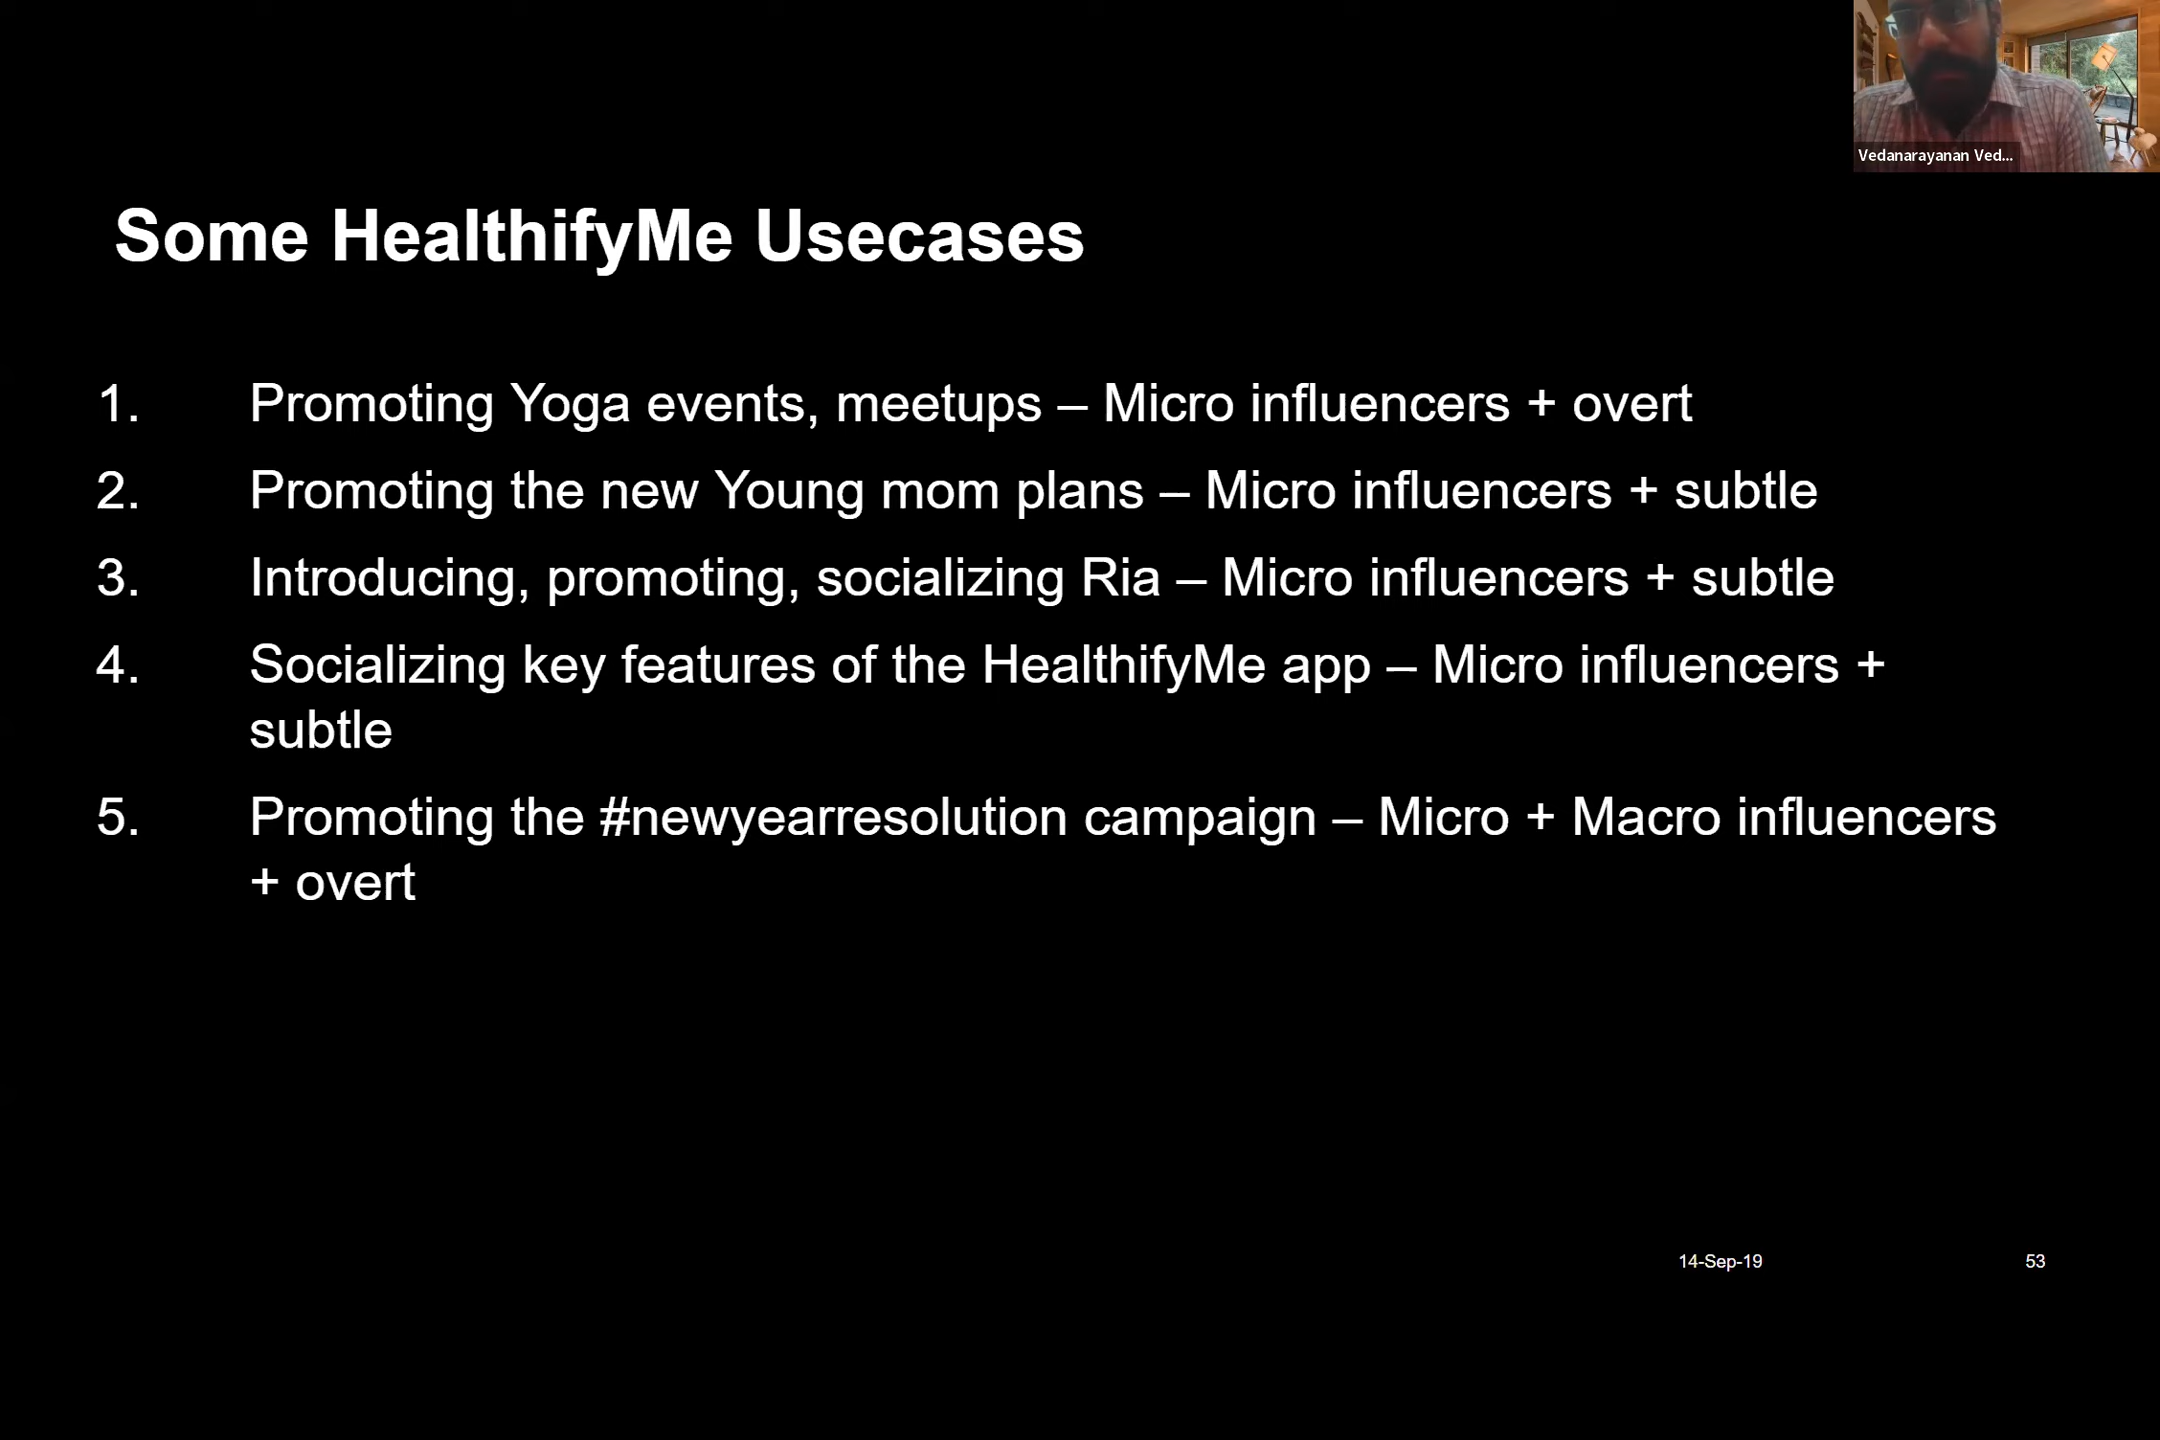 Vedanarayanan Ved...
Some HealthifyMe Usecases
1. Promoting Yoga events, meetups – Micro influencers + overt
2. Promoting the new Young mom plans – Micro influencers + subtle
3. Introducing, promoting, socializing Ria – Micro influencers + subtle
4. Socializing key features of the HealthifyMe app – Micro influencers +
subtle
5. Promoting the #newyearresolution campaign – Micro + Macro influencers
+ overt
14-Sep-19 53